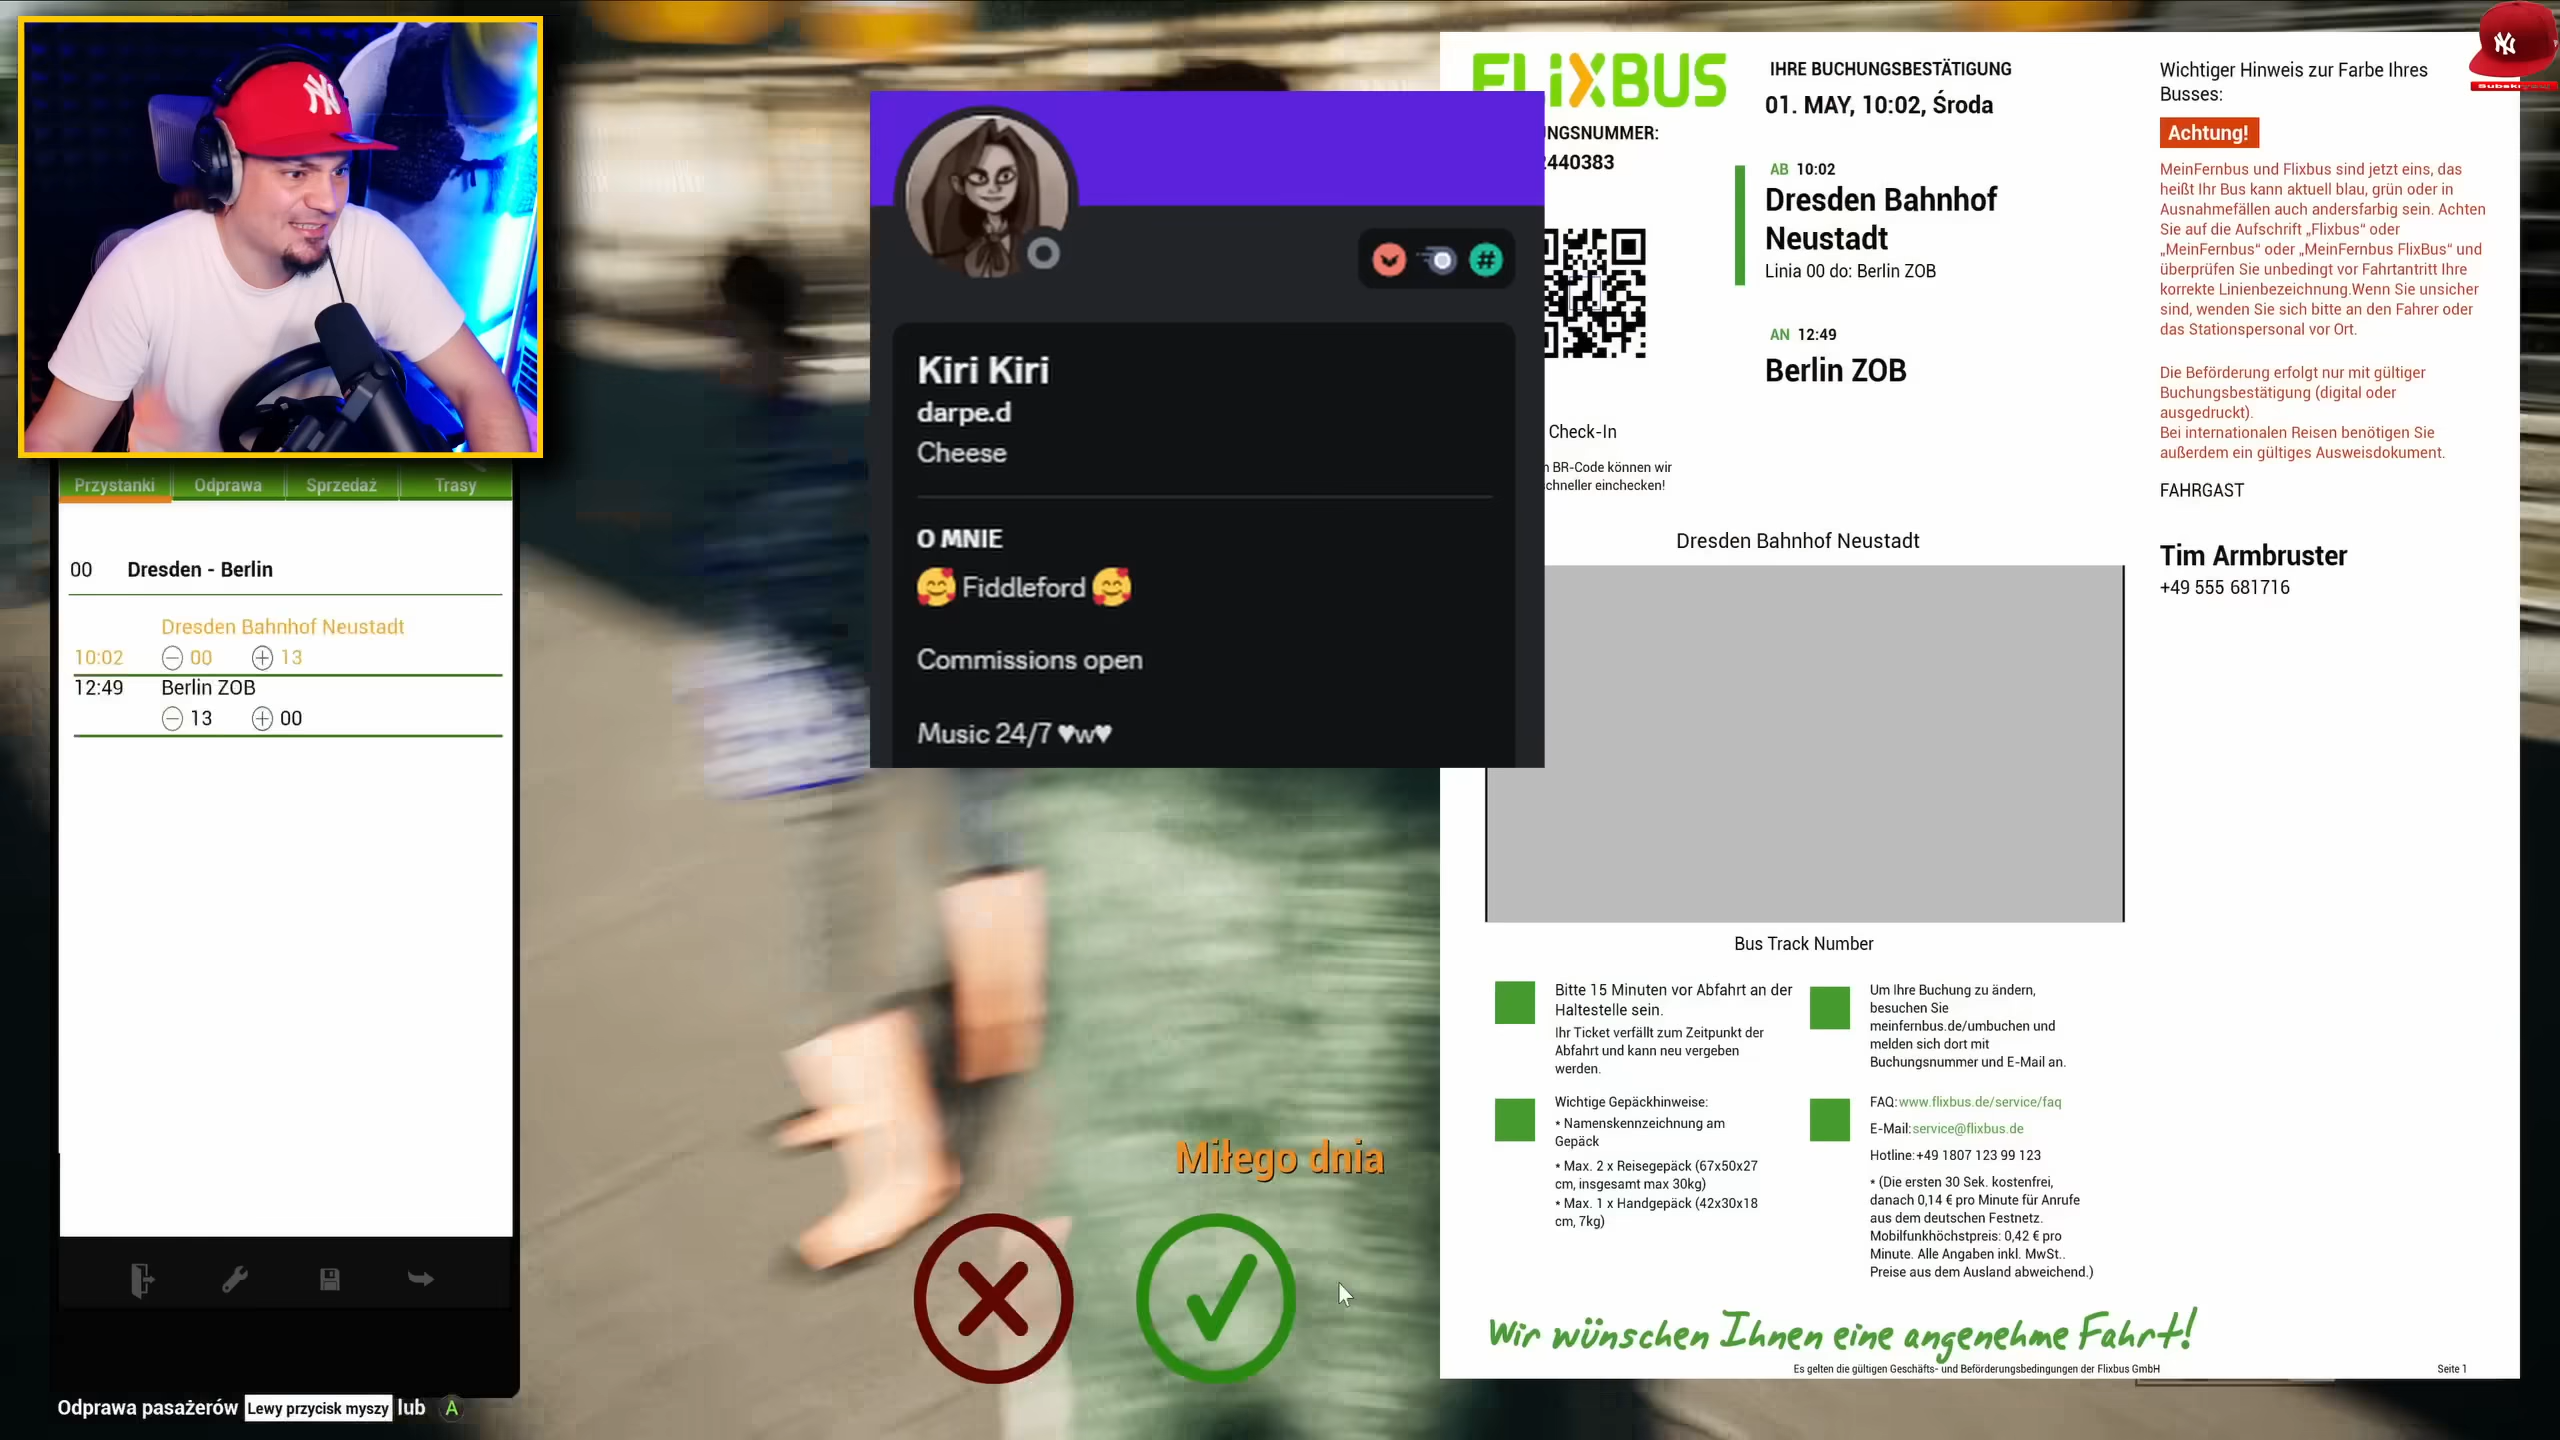 Przystanki
Odprawa
Sprzedaż
Trasy
00 Dresden - Berlin
Dresden Bahnhof Neustadt
10:02 00 13
12:49 Berlin ZOB
13 00
Odprawa pasażerów Lewy przycisk myszy lub A
Kiri Kiri
darpe.d
Cheese
O MNIE
🥰 Fiddleford 🥰
Commissions open
Music 24/7 ♥w♥
Miłego dnia
FLiXBUS
NGSNUMMER:
2440383
Check-In
BR-Code können wir
schneller einchecken!
IHRE BUCHUNGSBESTÄTIGUNG
01. MAY, 10:02, Środa
AB 10:02
Dresden Bahnhof
Neustadt
Linia 00 do: Berlin ZOB
AN 12:49
Berlin ZOB
Dresden Bahnhof Neustadt
Bus Track Number
Bitte 15 Minuten vor Abfahrt an der
Haltestelle sein.
Ihr Ticket verfällt zum Zeitpunkt der
Abfahrt und kann neu vergeben
werden.
Wichtige Gepäckhinweise:
* Namenskennzeichnung am
Gepäck
* Max. 2 x Reisegepäck (67x50x27
cm, insgesamt max 30kg)
* Max. 1 x Handgepäck (42x30x18
cm, 7kg)
Um Ihre Buchung zu ändern,
besuchen Sie
meinfernbus.de/umbuchen und
melden sich dort mit
Buchungsnummer und E-Mail an.
FAQ:www.flixbus.de/service/faq
E-Mail:service@flixbus.de
Hotline:+49 1807 123 99 123
* (Die ersten 30 Sek. kostenfrei,
danach 0,14 € pro Minute für Anrufe
aus dem deutschen Festnetz.
Mobilfunkhöchstpreis: 0,42 € pro
Minute. Alle Angaben inkl. MwSt..
Preise aus dem Ausland abweichend.)
Wir wünschen Ihnen eine angenehme Fahrt!
Es gelten die gültigen Geschäfts- und Beförderungsbedingungen der Flixbus GmbH
Seite 1
Wichtiger Hinweis zur Farbe Ihres
Busses:
Achtung!
MeinFernbus und Flixbus sind jetzt eins, das
heißt Ihr Bus kann aktuell blau, grün oder in
Ausnahmefällen auch andersfarbig sein. Achten
Sie auf die Aufschrift „Flixbus“ oder
„MeinFernbus“ oder „MeinFernbus FlixBus“ und
überprüfen Sie unbedingt vor Fahrtantritt Ihre
korrekte Linienbezeichnung.Wenn Sie unsicher
sind, wenden Sie sich bitte an den Fahrer oder
das Stationspersonal vor Ort.
Die Beförderung erfolgt nur mit gültiger
Buchungsbestätigung (digital oder
ausgedruckt).
Bei internationalen Reisen benötigen Sie
außerdem ein gültiges Ausweisdokument.
FAHRGAST
Tim Armbruster
+49 555 681716
NY
NY